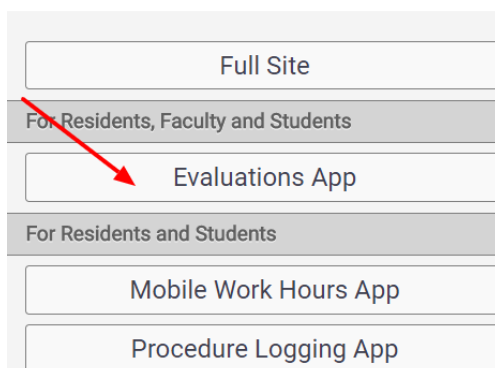 Full Site
For Residents, Faculty and Students
Evaluations App
For Residents and Students
Mobile Work Hours App
Procedure Logging App